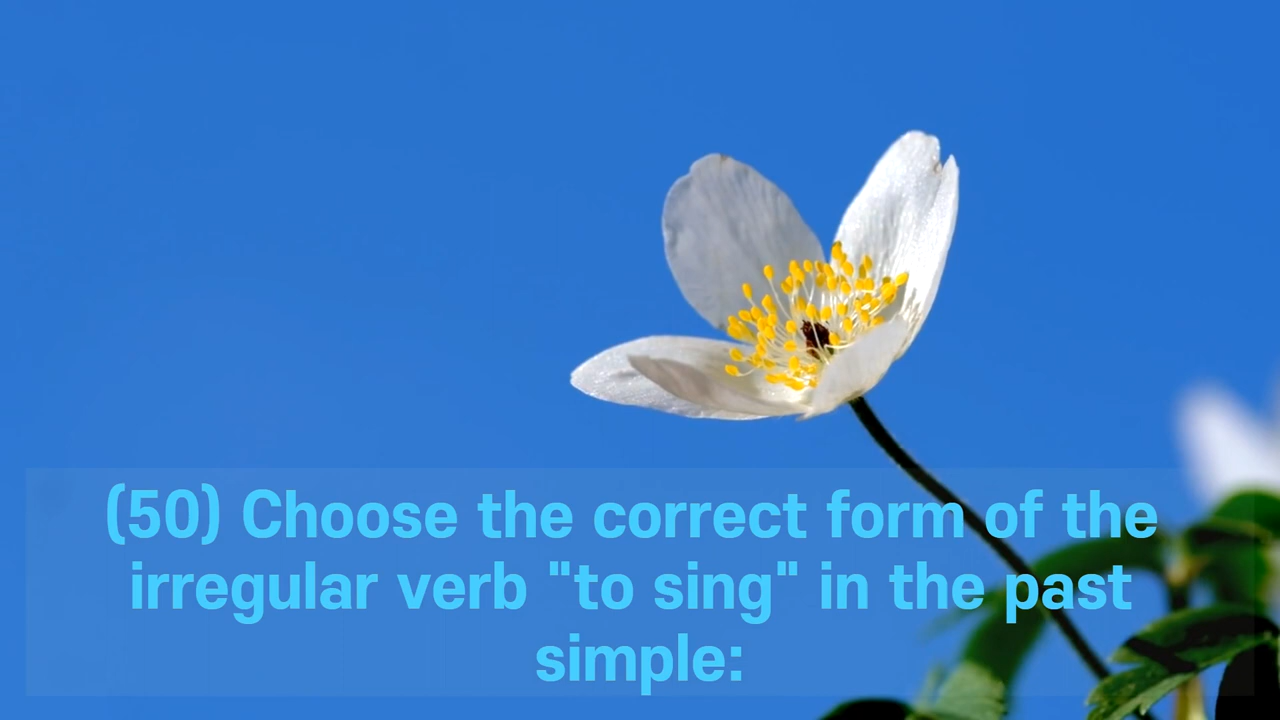 (50) Choose the correct form of the
irregular verb "to sing" in the past
simple: